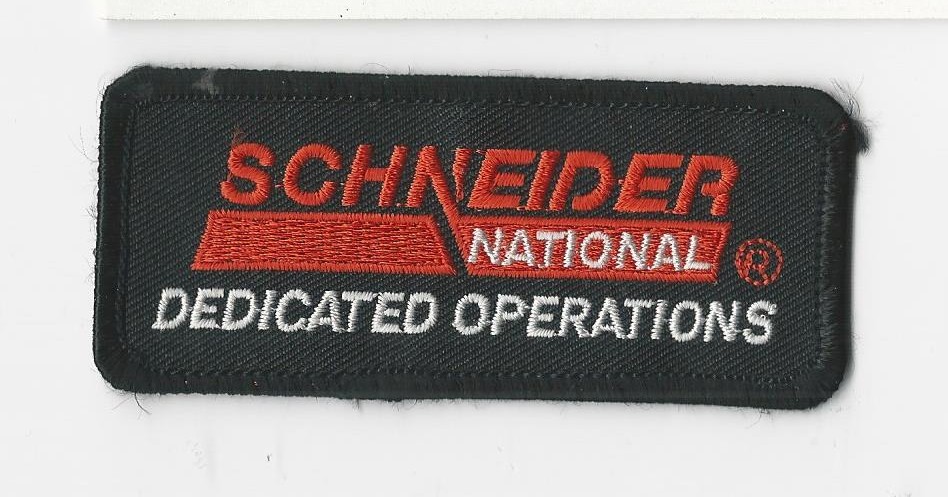 SCHNEIDER
NATIONAL ®
DEDICATED OPERATIONS